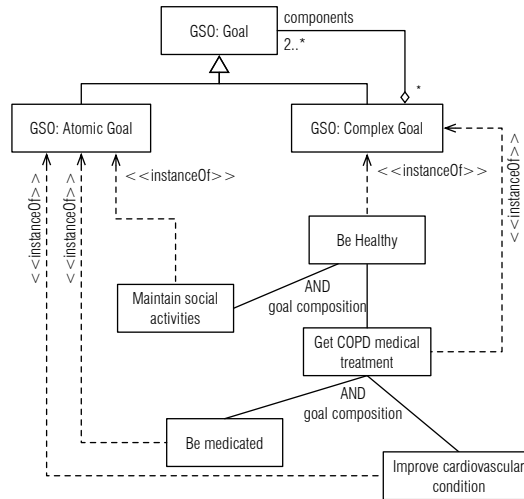 components
GSO: Goal
2..*
*
GSO: Atomic Goal
GSO: Complex Goal
<<instanceOf>>
<<instanceOf>>
<<instanceOf>>
<<instanceOf>>
<<instanceOf>>
Be Healthy
Maintain social
activities
AND
goal composition
Get COPD medical
treatment
AND
goal composition
Be medicated
Improve cardiovascular
condition